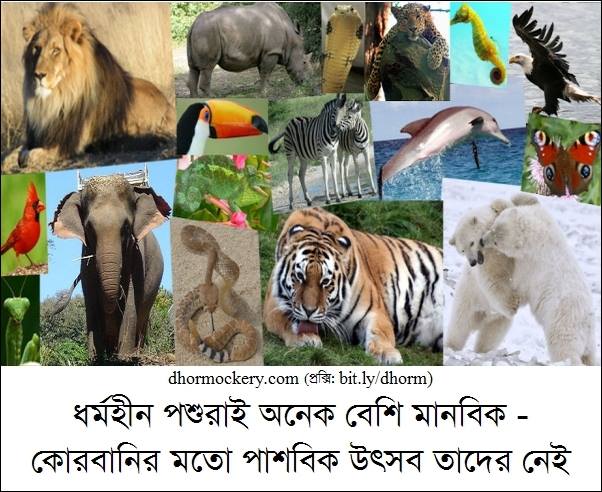 dhormockery.com (প্রক্সি: bit.ly/dhorm)
ধর্মহীন পশুরাই অনেক বেশি মানবিক -
কোরবানির মতো পাশবিক উৎসব তাদের নেই